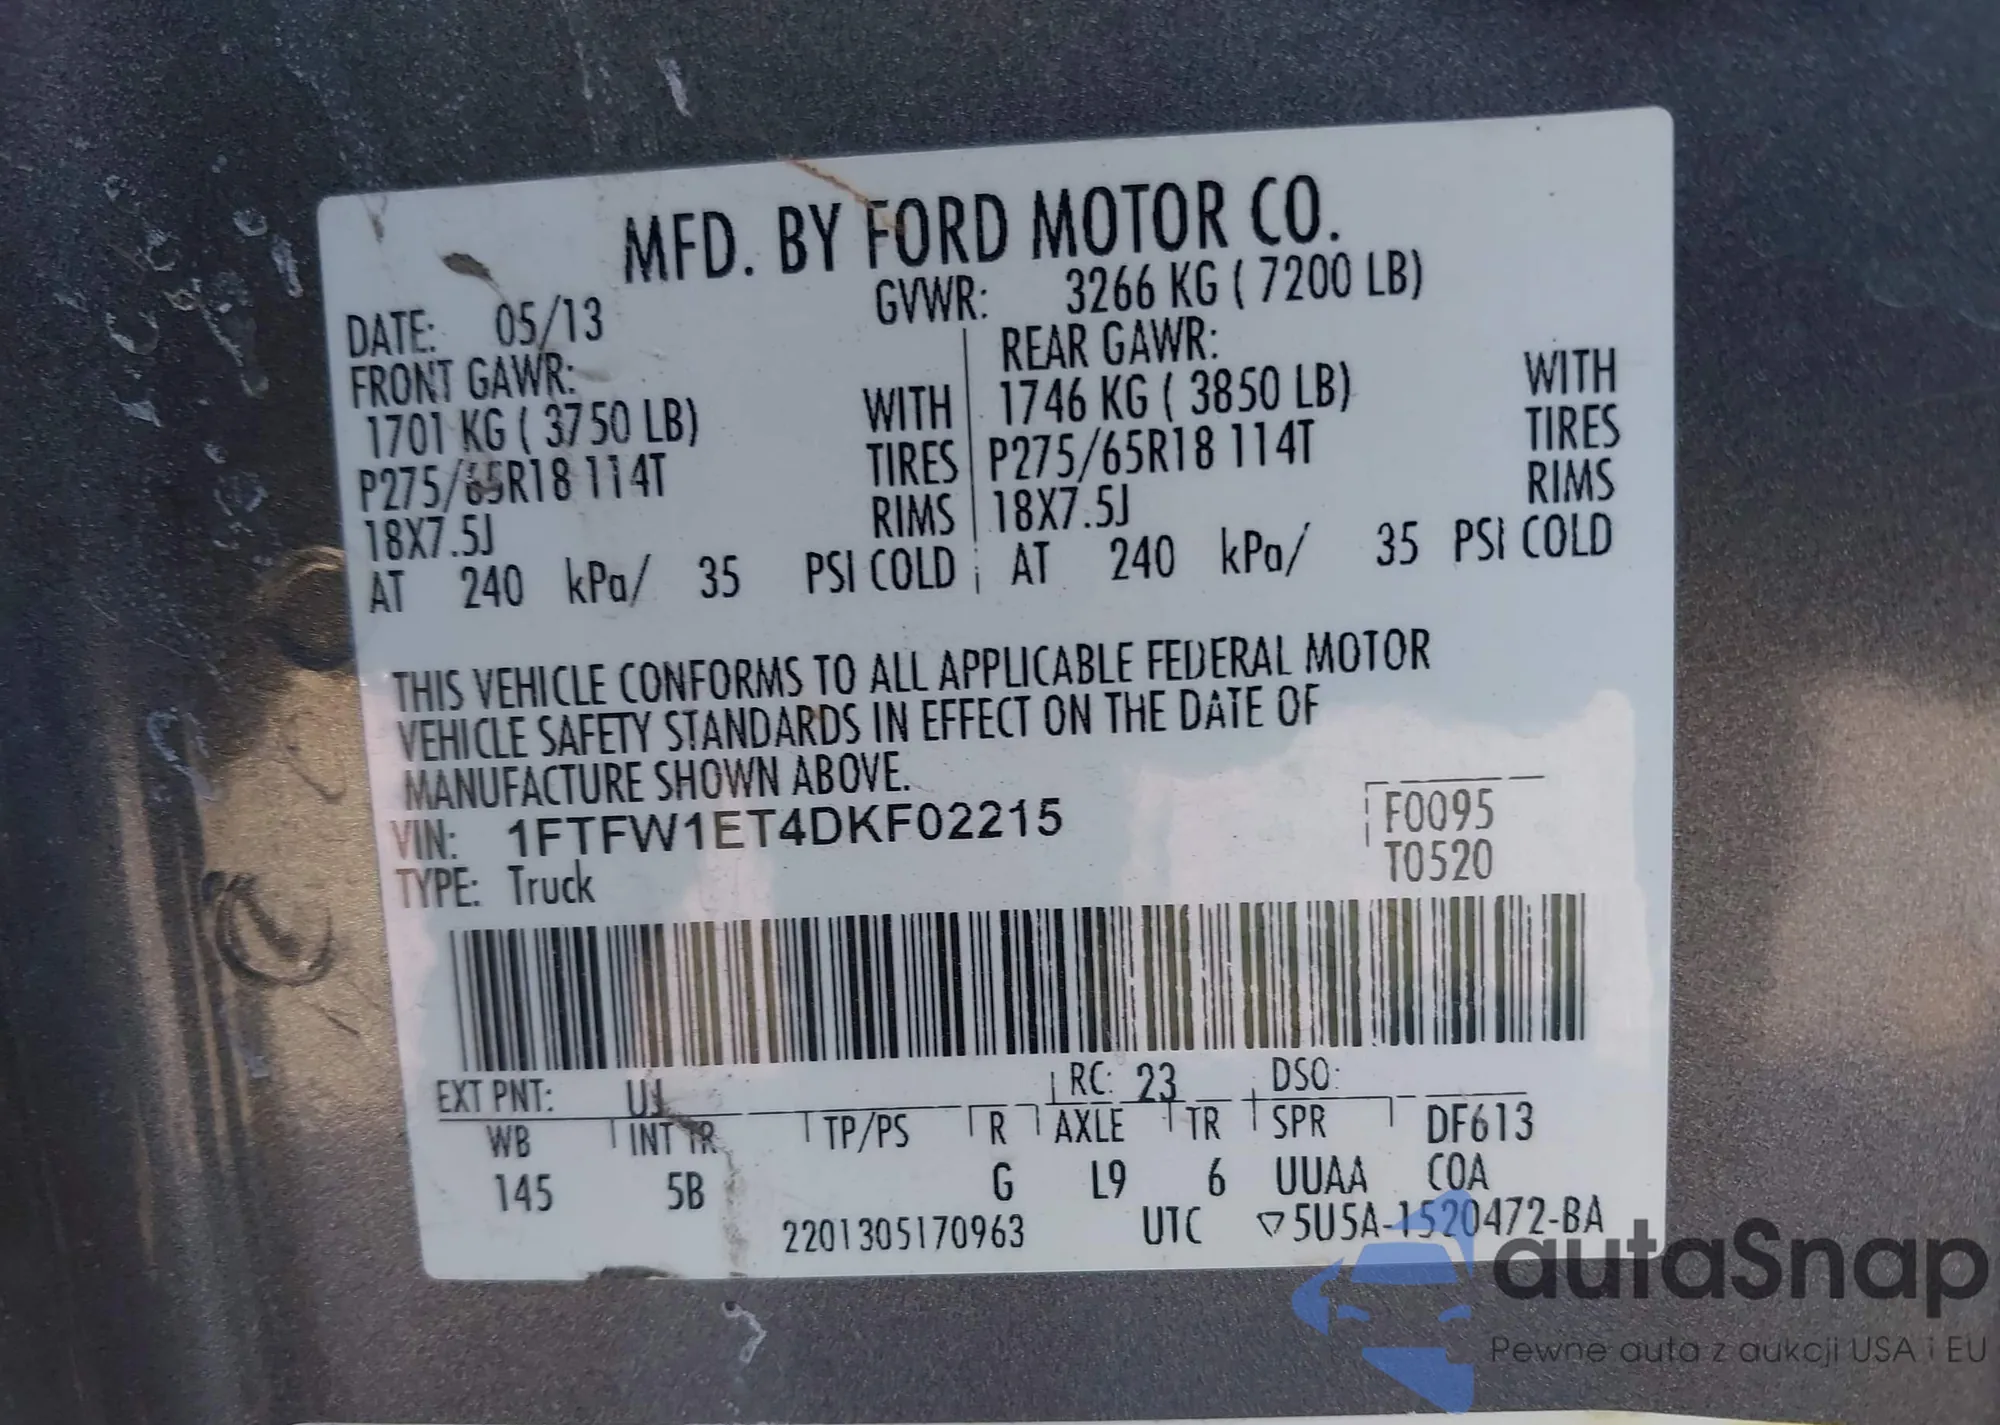 MFD. BY FORD MOTOR CO.
DATE: 05/13 GVWR: 3266 KG ( 7200 LB)
FRONT GAWR: REAR GAWR:
1701 KG ( 3750 LB) WITH 1746 KG ( 3850 LB) WITH
P275/65R18 114T TIRES P275/65R18 114T TIRES
18X7.5J RIMS 18X7.5J RIMS
AT 240 kPa/ 35 PSI COLD AT 240 kPa/ 35 PSI COLD
THIS VEHICLE CONFORMS TO ALL APPLICABLE FEDERAL MOTOR
VEHICLE SAFETY STANDARDS IN EFFECT ON THE DATE OF
MANUFACTURE SHOWN ABOVE.
VIN: 1FTFW1ET4DKF02215 F0095
TYPE: Truck T0520
EXT PNT: UJ RC: 23 DSO:
WB INT TR TP/PS R AXLE TR SPR DF613
145 5B G L9 6 UUAA COA
2201305170963 UTC ▽5U5A-1520472-BA
autaSnap
Pewne auta z aukcji USA i EU